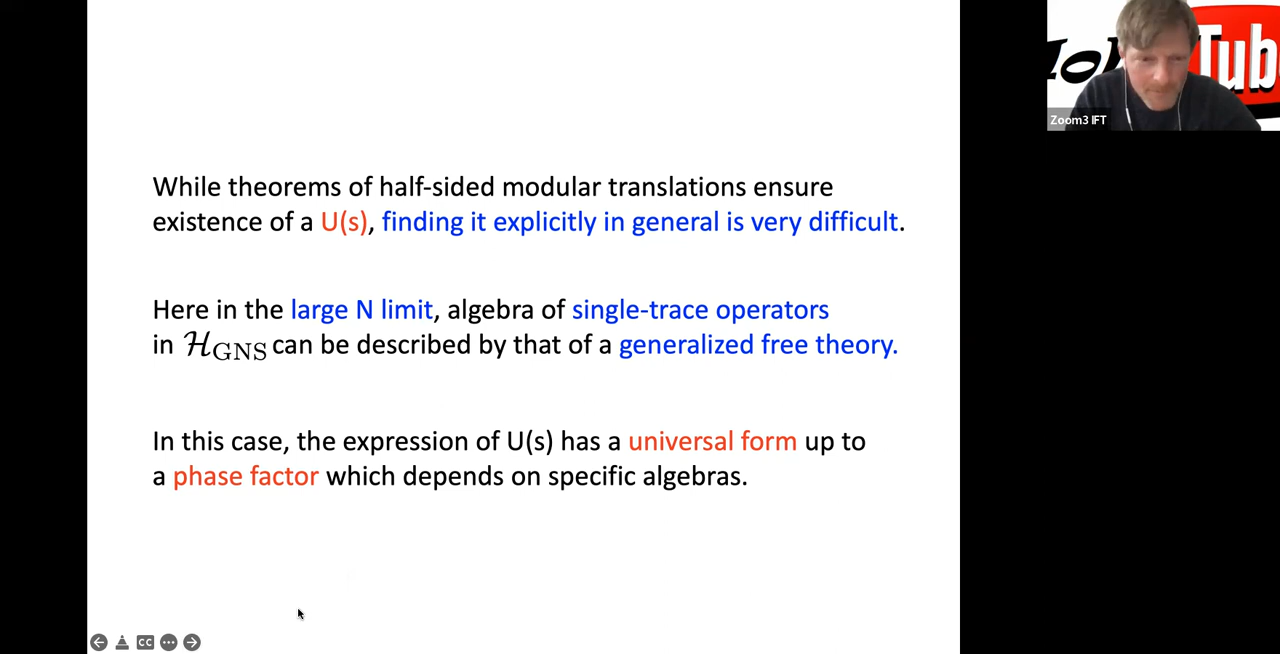 While theorems of half-sided modular translations ensure
existence of a U(s), finding it explicitly in general is very difficult.
Here in the large N limit, algebra of single-trace operators
in ℋ_GNS can be described by that of a generalized free theory.
In this case, the expression of U(s) has a universal form up to
a phase factor which depends on specific algebras.
Tub
Zoom3 IFT
CC